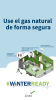 Use el gas natural
de forma segura
#WINTERREADY